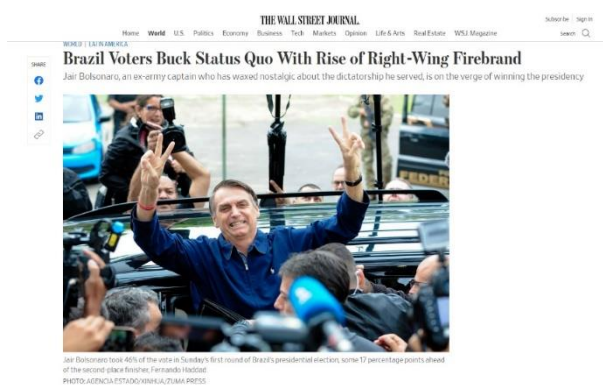 THE WALL STREET JOURNAL.
Subscribe Sign In
Home World U.S. Politics Economy Business Tech Markets Opinion Life & Arts Real Estate WSJ. Magazine
Search
WORLD | LATIN AMERICA
SHARE
Brazil Voters Buck Status Quo With Rise of Right-Wing Firebrand
Jair Bolsonaro, an ex-army captain who has waxed nostalgic about the dictatorship he served, is on the verge of winning the presidency
FEDER
Jair Bolsonaro took 46% of the vote in Sunday's first round of Brazil's presidential election, some 17 percentage points ahead
of the second-place finisher, Fernando Haddad.
PHOTO: AGENCIA ESTADO/XINHUA/ZUMA PRESS